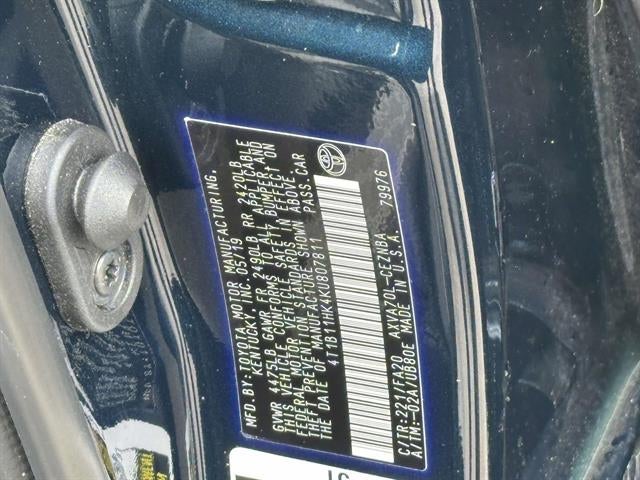 MFD.BY:TOYOTA MOTOR MANUFACTURING,
KENTUCKY, INC. 05/19
GVWR 4475LB GAWR FR 2490LB RR 2420LB
THIS VEHICLE CONFORMS TO ALL APPLICABLE
FEDERAL MOTOR VEHICLE SAFETY, BUMPER, AND
THEFT PREVENTION STANDARDS IN EFFECT ON
THE DATE OF MANUFACTURE SHOWN ABOVE.
4T1B11HK4KU807811 PASS.CAR
79976
C/TR:221/FA20 AXVA70L-CEZNBA
A/TM:-02A/UB80E MADE IN U.S.A.